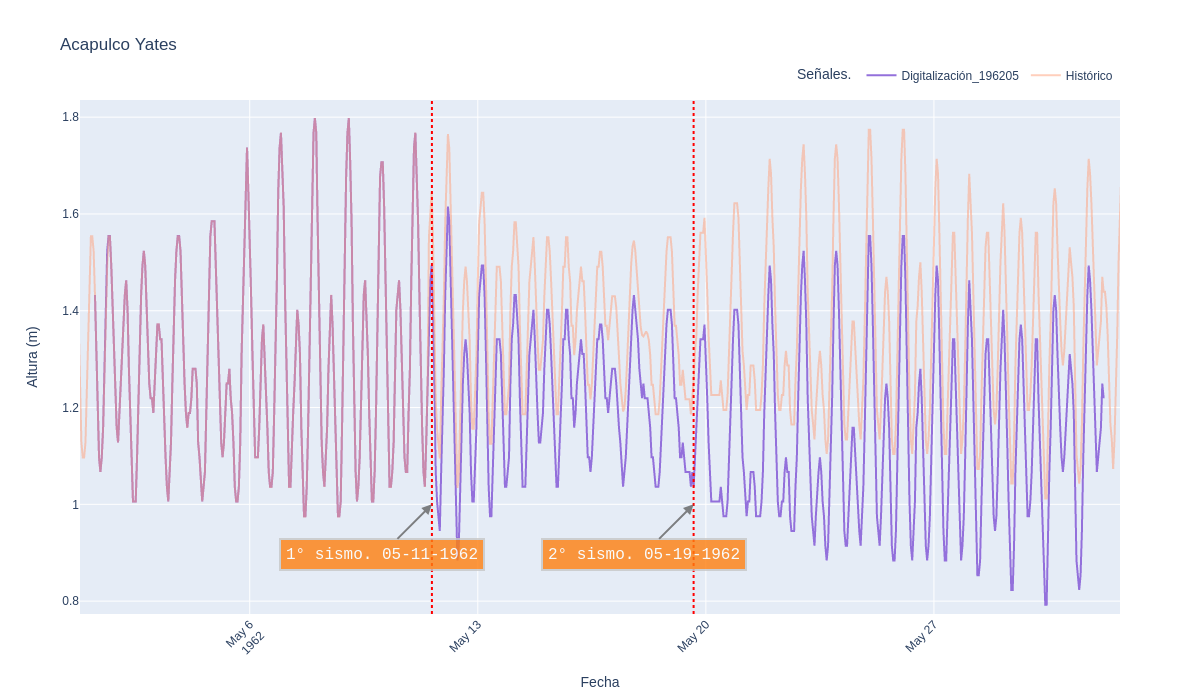 Acapulco Yates
Señales.
Digitalización_196205
Histórico
Altura (m)
1.8
1.6
1.4
1.2
1
0.8
1° sismo. 05-11-1962
2° sismo. 05-19-1962
May 6
1962
May 13
May 20
May 27
Fecha